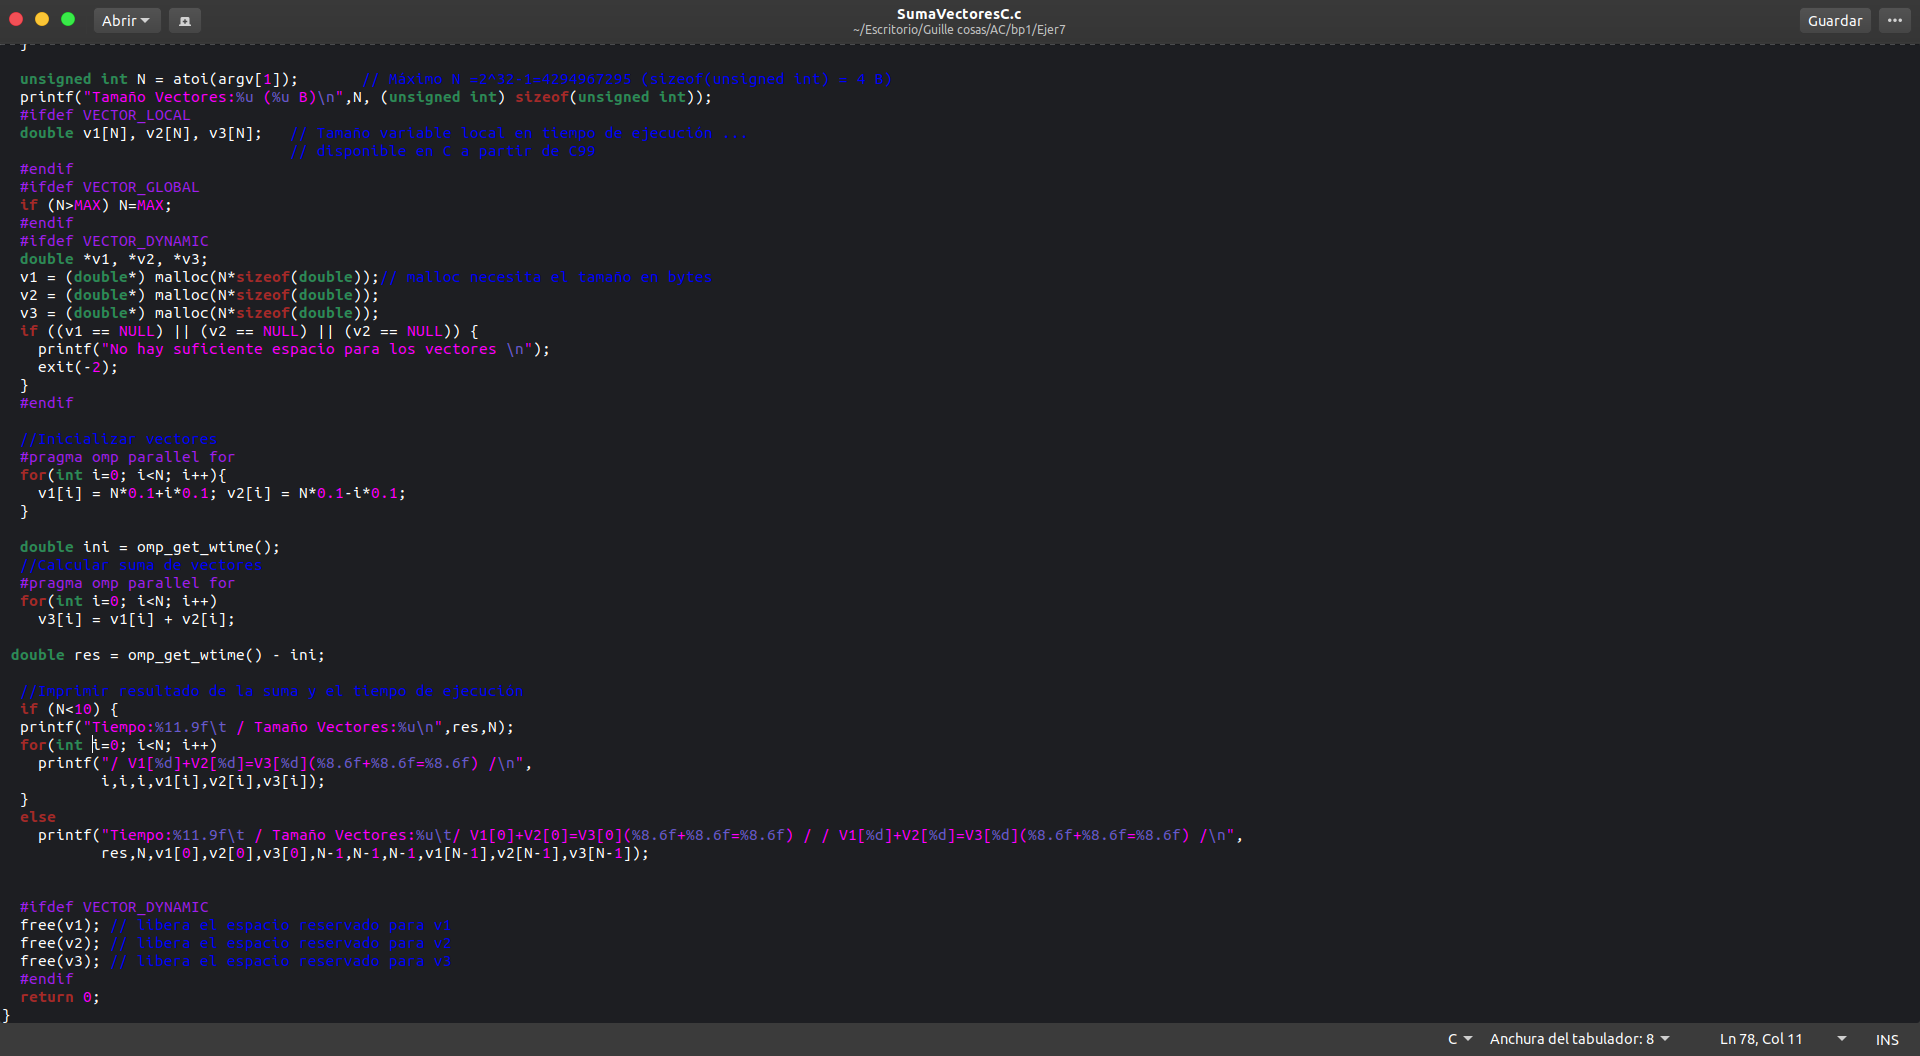 Abrir
SumaVectoresC.c
~/Escritorio/Guille cosas/AC/bp1/Ejer7
Guardar
}
unsigned int N = atoi(argv[1]); // Máximo N =2^32-1=4294967295 (sizeof(unsigned int) = 4 B)
printf("Tamaño Vectores:%u (%u B)\n",N, (unsigned int) sizeof(unsigned int));
#ifdef VECTOR_LOCAL
double v1[N], v2[N], v3[N]; // Tamaño variable local en tiempo de ejecución ...
// disponible en C a partir de C99
#endif
#ifdef VECTOR_GLOBAL
if (N>MAX) N=MAX;
#endif
#ifdef VECTOR_DYNAMIC
double *v1, *v2, *v3;
v1 = (double*) malloc(N*sizeof(double));// malloc necesita el tamaño en bytes
v2 = (double*) malloc(N*sizeof(double));
v3 = (double*) malloc(N*sizeof(double));
if ((v1 == NULL) || (v2 == NULL) || (v2 == NULL)) {
printf("No hay suficiente espacio para los vectores \n");
exit(-2);
}
#endif
//Inicializar vectores
#pragma omp parallel for
for(int i=0; i<N; i++){
v1[i] = N*0.1+i*0.1; v2[i] = N*0.1-i*0.1;
}
double ini = omp_get_wtime();
//Calcular suma de vectores
#pragma omp parallel for
for(int i=0; i<N; i++)
v3[i] = v1[i] + v2[i];
double res = omp_get_wtime() - ini;
//Imprimir resultado de la suma y el tiempo de ejecución
if (N<10) {
printf("Tiempo:%11.9f\t / Tamaño Vectores:%u\n",res,N);
for(int i=0; i<N; i++)
printf("/ V1[%d]+V2[%d]=V3[%d](%8.6f+%8.6f=%8.6f) /\n",
i,i,i,v1[i],v2[i],v3[i]);
}
else
printf("Tiempo:%11.9f\t / Tamaño Vectores:%u\t/ V1[0]+V2[0]=V3[0](%8.6f+%8.6f=%8.6f) / / V1[%d]+V2[%d]=V3[%d](%8.6f+%8.6f=%8.6f) /\n",
res,N,v1[0],v2[0],v3[0],N-1,N-1,N-1,v1[N-1],v2[N-1],v3[N-1]);
#ifdef VECTOR_DYNAMIC
free(v1); // libera el espacio reservado para v1
free(v2); // libera el espacio reservado para v2
free(v3); // libera el espacio reservado para v3
#endif
return 0;
}
C
Anchura del tabulador: 8
Ln 78, Col 11
INS